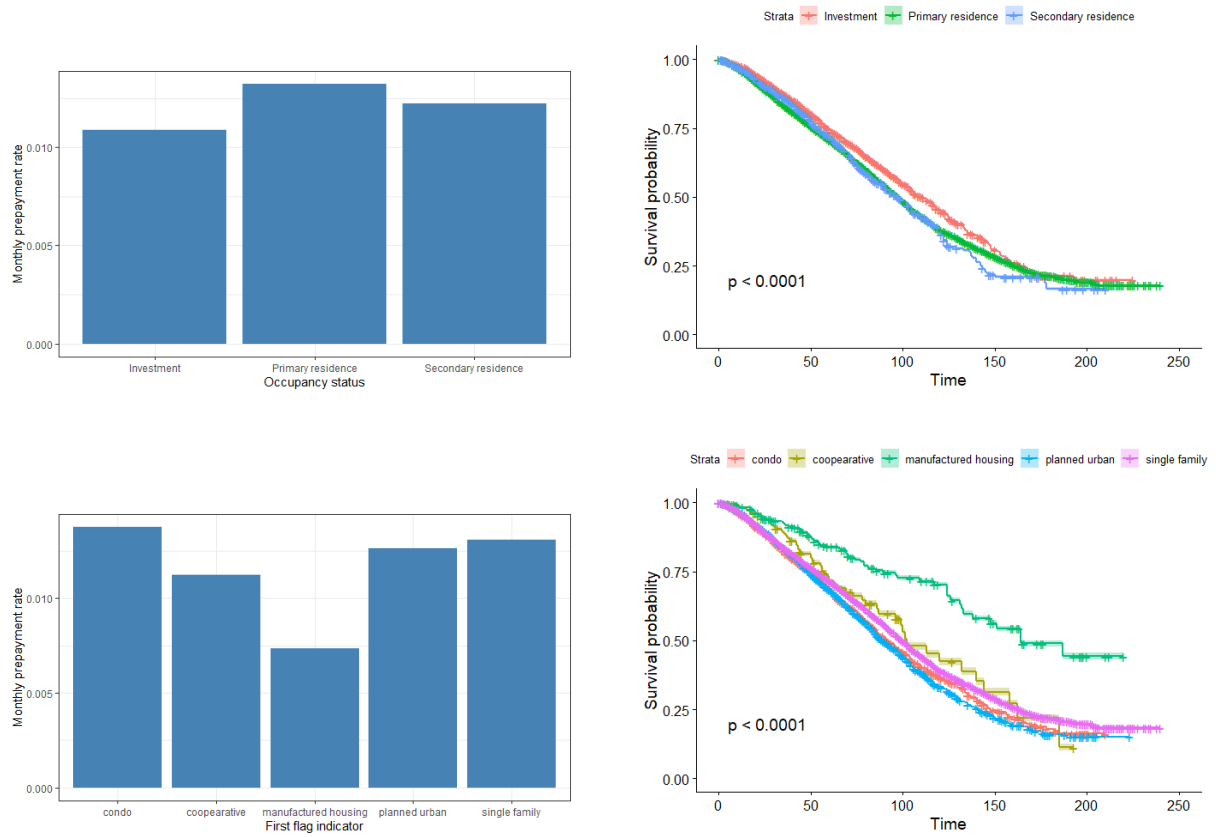 Monthly prepayment rate
0.010
0.005
0.000
Investment Primary residence Secondary residence
Occupancy status
Strata Investment Primary residence Secondary residence
Survival probability
1.00
0.75
0.50
0.25
0.00
p < 0.0001
0 50 100 150 200 250
Time
Monthly prepayment rate
0.010
0.005
0.000
condo coopearative manufactured housing planned urban single family
First flag indicator
Strata condo coopearative manufactured housing planned urban single family
Survival probability
1.00
0.75
0.50
0.25
0.00
p < 0.0001
0 50 100 150 200 250
Time